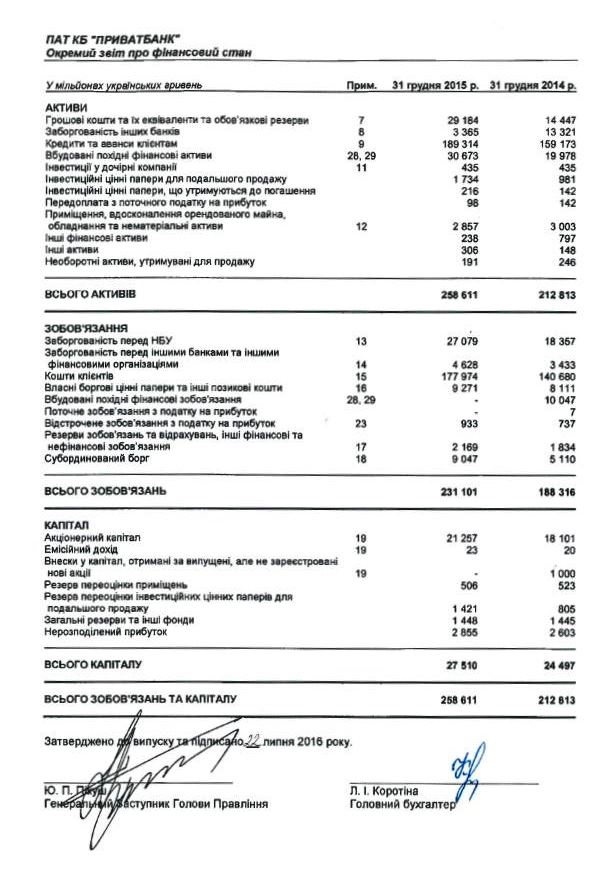 ПАТ КБ "ПРИВАТБАНК"
Окремий звіт про фінансовий стан
У мільйонах українських гривень Прим. 31 грудня 2015 р. 31 грудня 2014 р.
АКТИВИ
Грошові кошти та їх еквіваленти та обов'язкові резерви 7 29 184 14 447
Заборгованість інших банків 8 3 365 13 321
Кредити та аванси клієнтам 9 189 314 159 173
Вбудовані похідні фінансові активи 28, 29 30 673 19 978
Інвестиції у дочірні компанії 11 435 435
Інвестиційні цінні папери для подальшого продажу 1 734 981
Інвестиційні цінні папери, що утримуються до погашення 216 142
Передоплата з поточного податку на прибуток 98 142
Приміщення, вдосконалення орендованого майна,
обладнання та нематеріальні активи 12 2 857 3 003
Інші фінансові активи 238 797
Інші активи 306 148
Необоротні активи, утримувані для продажу 191 246
ВСЬОГО АКТИВІВ 258 611 212 813
ЗОБОВ'ЯЗАННЯ
Заборгованість перед НБУ 13 27 079 18 357
Заборгованість перед іншими банками та іншими
фінансовими організаціями 14 4 628 3 433
Кошти клієнтів 15 177 974 140 680
Власні боргові цінні папери та інші позикові кошти 16 9 271 8 111
Вбудовані похідні фінансові зобов'язання 28, 29 - 10 047
Поточне зобов'язання з податку на прибуток - 7
Відстрочене зобов'язання з податку на прибуток 23 933 737
Резерви зобов'язань та відрахувань, інші фінансові та
нефінансові зобов'язання 17 2 169 1 834
Субординований борг 18 9 047 5 110
ВСЬОГО ЗОБОВ'ЯЗАНЬ 231 101 188 316
КАПІТАЛ
Акціонерний капітал 19 21 257 18 101
Емісійний дохід 19 23 20
Внески у капітал, отримані за випущені, але не зареєстровані
нові акції 19 - 1 000
Резерв переоцінки приміщень 506 523
Резерв переоцінки інвестиційних цінних паперів для
подальшого продажу 1 421 805
Загальні резерви та інші фонди 1 448 1 445
Нерозподілений прибуток 2 855 2 603
ВСЬОГО КАПІТАЛУ 27 510 24 497
ВСЬОГО ЗОБОВ'ЯЗАНЬ ТА КАПІТАЛУ 258 611 212 813
Затверджено до випуску та підписано 22 липня 2016 року.
Ю. П. Л. І. Коротіна
Генеральний Заступник Голови Правління Головний бухгалтер